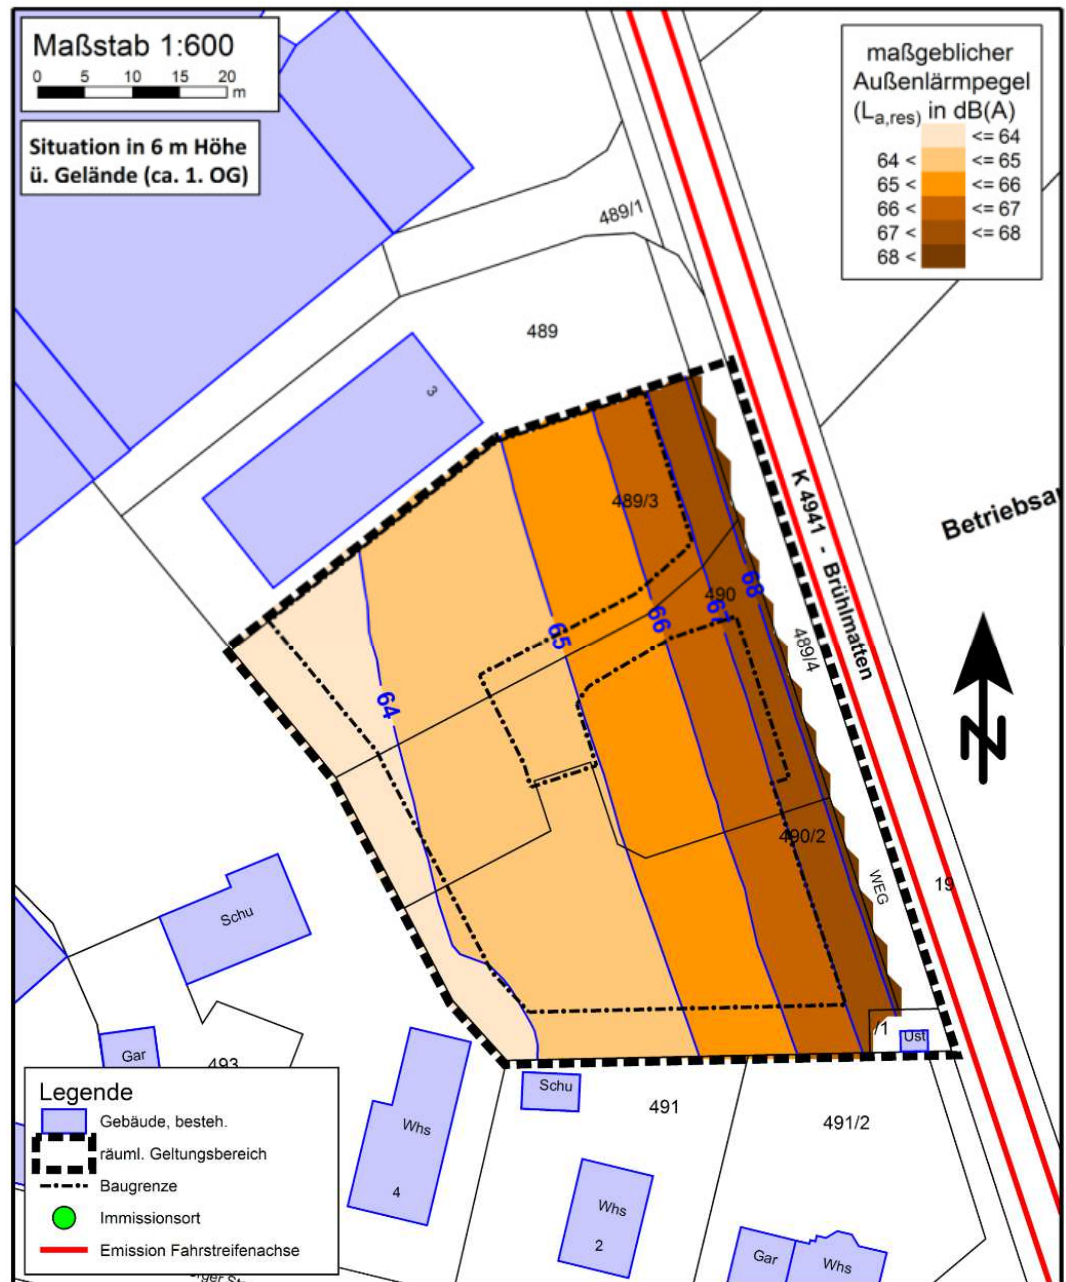 Maßstab 1:600
0 5 10 15 20
m
Situation in 6 m Höhe
ü. Gelände (ca. 1. OG)
maßgeblicher
Außenlärmpegel
(La,res) in dB(A)
<= 64
64 < <= 65
65 < <= 66
66 < <= 67
67 < <= 68
68 <
489/1
489
3
489/3
K 4941 - Brühlmatten
490
68
67
66
65
64
489/4
490/2
WEG
19
Schu
Gar
493
/1
Ust
Schu
491
491/2
Whs
4
Whs
2
Gar
Whs
Legende
Gebäude, besteh.
räuml. Geltungsbereich
Baugrenze
Immissionsort
Emission Fahrstreifenachse